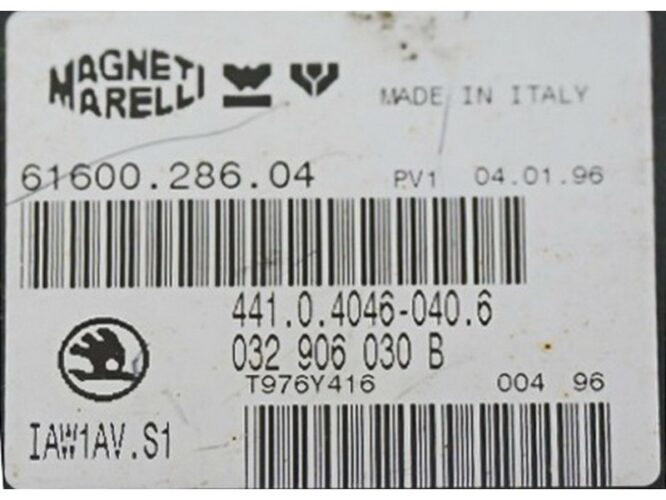 MAGNETI
MARELLI
MADE IN ITALY
61600.286.04 PV1 04.01.96
441.0.4046-040.6
032 906 030 B
T976Y416 004 96
IAW1AV.S1